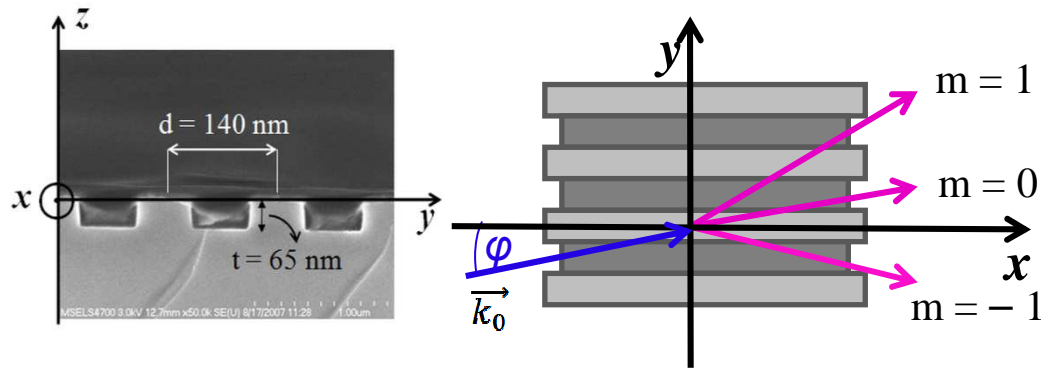 z
d = 140 nm
x
y
t = 65 nm
MSELS4700 3.0kV 12.7mm x50.0k SE(U) 8/17/2007 11:28 1.00um
y
m = 1
m = 0
φ
x
k₀
m = − 1